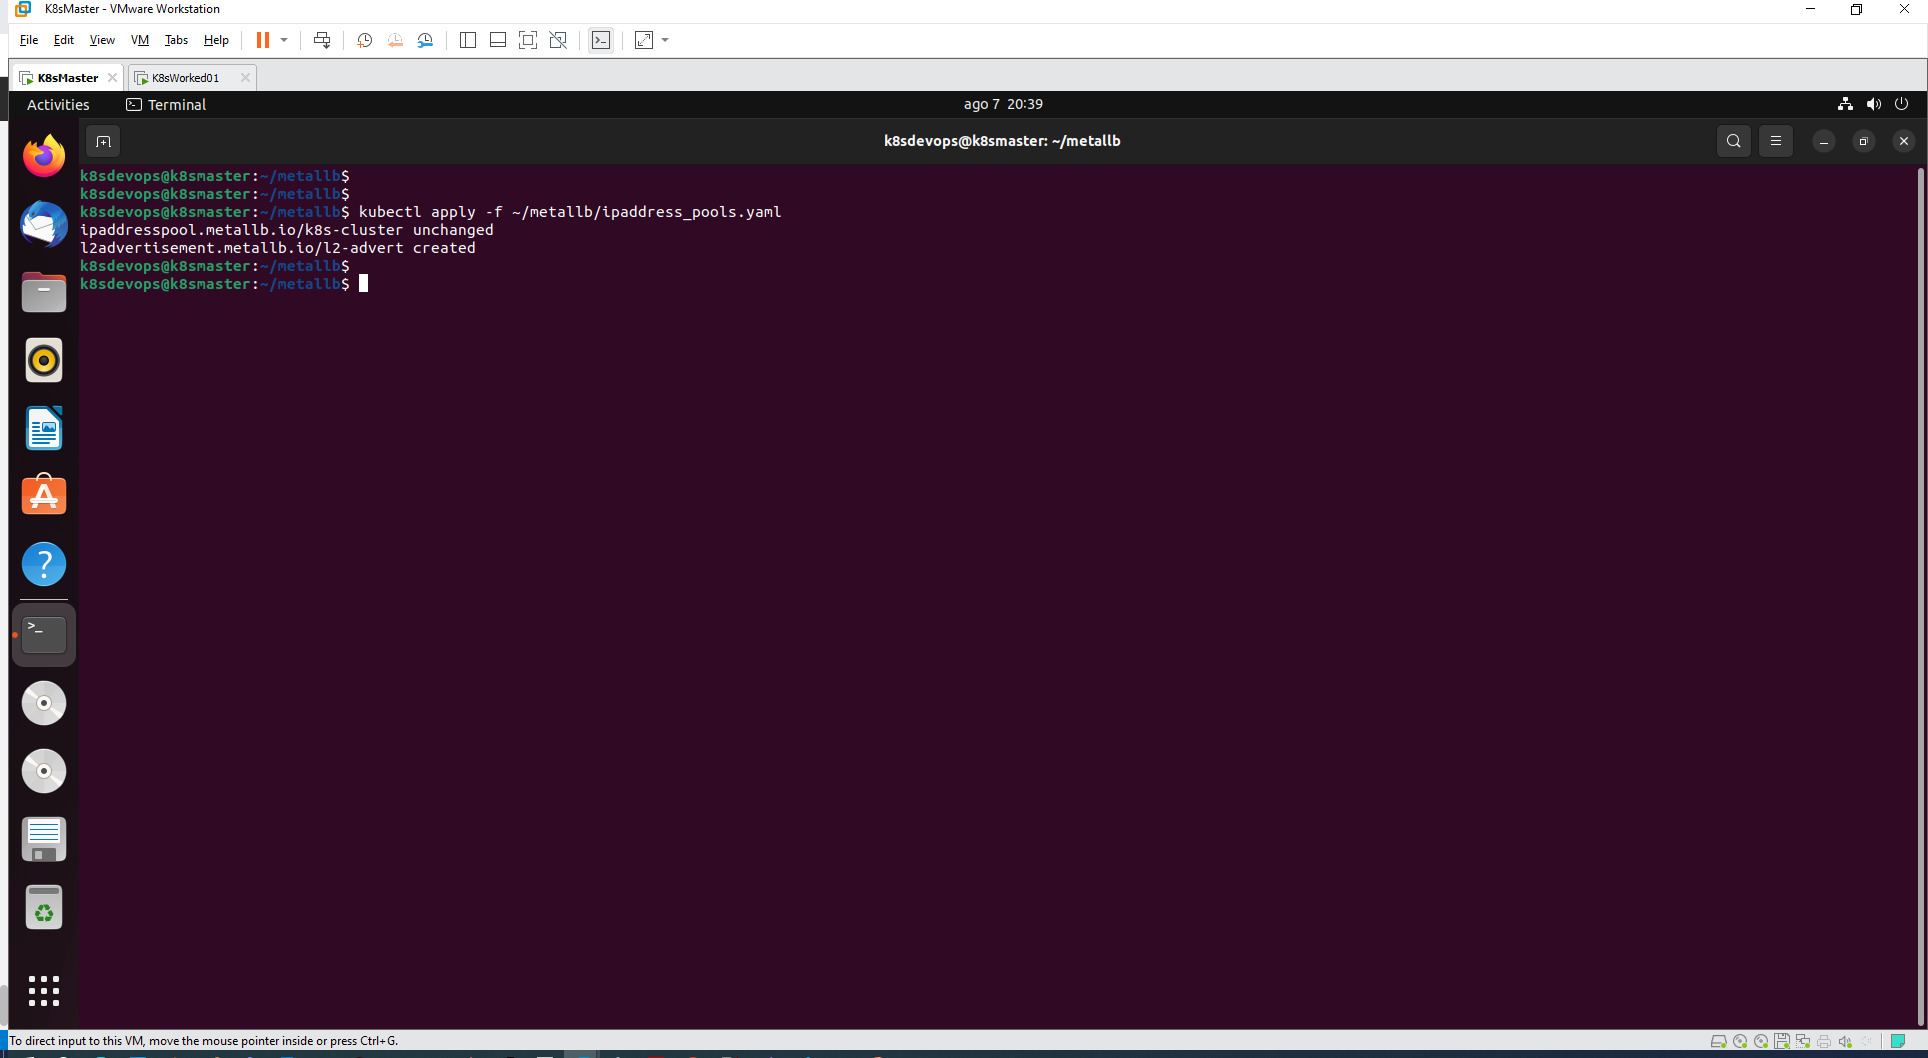 K8sMaster - VMware Workstation
File Edit View VM Tabs Help
K8sMaster K8sWorked01
Activities Terminal ago 7 20:39
k8sdevops@k8smaster: ~/metallb
k8sdevops@k8smaster:~/metallb$
k8sdevops@k8smaster:~/metallb$
k8sdevops@k8smaster:~/metallb$ kubectl apply -f ~/metallb/ipaddress_pools.yaml
ipaddresspool.metallb.io/k8s-cluster unchanged
l2advertisement.metallb.io/l2-advert created
k8sdevops@k8smaster:~/metallb$
k8sdevops@k8smaster:~/metallb$
To direct input to this VM, move the mouse pointer inside or press Ctrl+G.